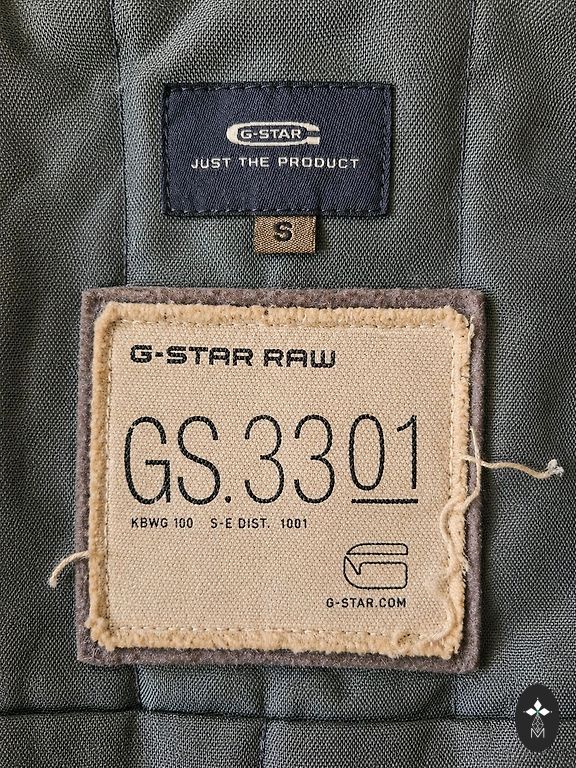 G-STAR
JUST THE PRODUCT
S
G-STAR RAW
GS.3301
KBWG 100 S-E DIST. 1001
G-STAR.COM
M